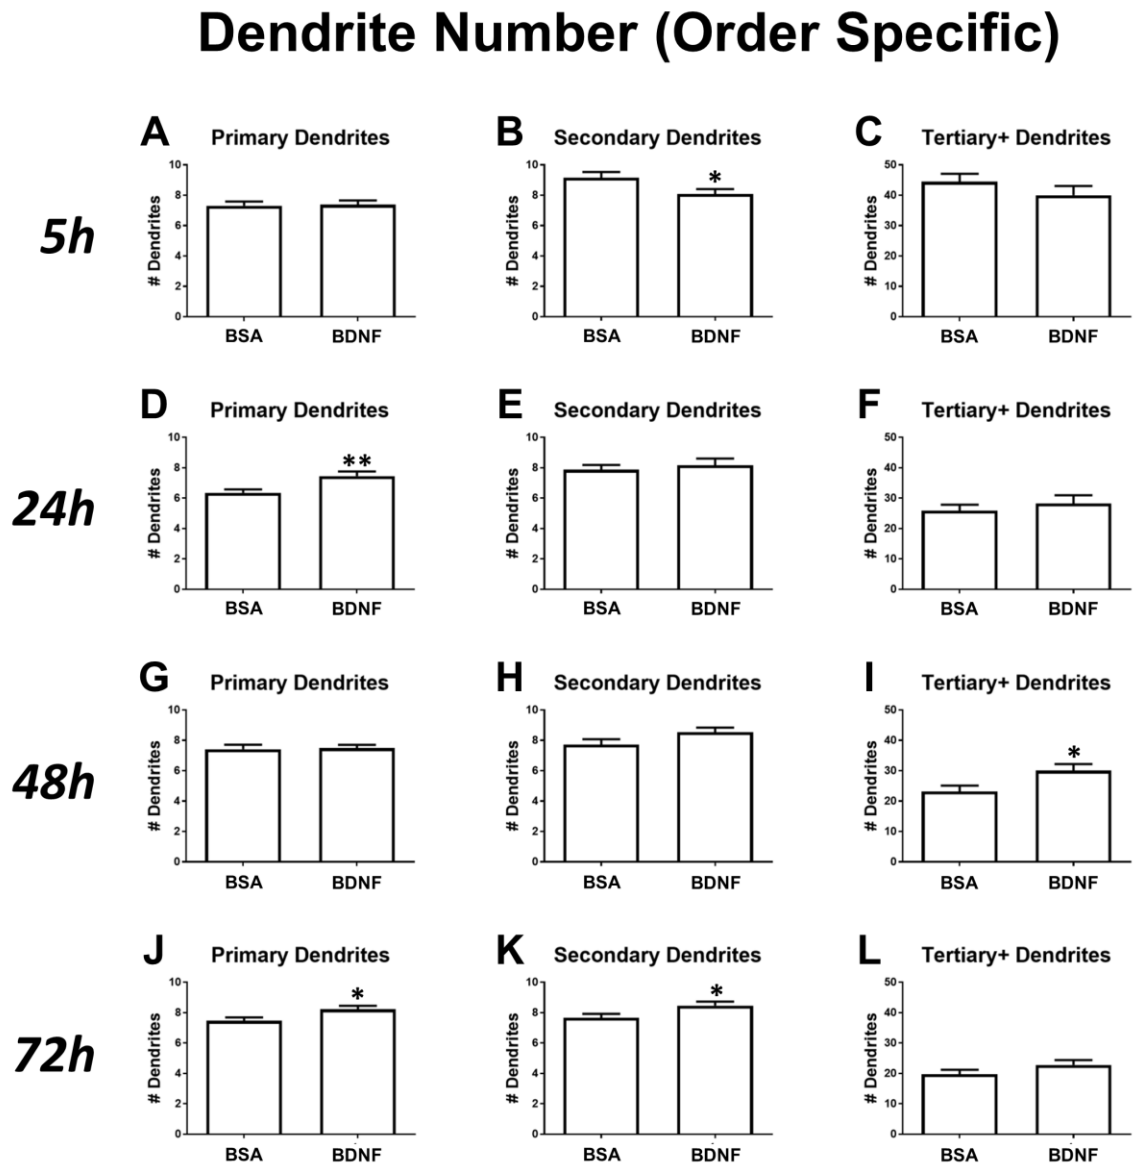 Dendrite Number (Order Specific)
A Primary Dendrites
B Secondary Dendrites
C Tertiary+ Dendrites
5h
# Dendrites
10
8
6
4
2
0
BSA BDNF
# Dendrites
10
8
6
4
2
0
*
BSA BDNF
# Dendrites
50
40
30
20
10
0
BSA BDNF
D Primary Dendrites
E Secondary Dendrites
F Tertiary+ Dendrites
24h
# Dendrites
10
8
6
4
2
0
**
BSA BDNF
# Dendrites
10
8
6
4
2
0
BSA BDNF
# Dendrites
50
40
30
20
10
0
BSA BDNF
G Primary Dendrites
H Secondary Dendrites
I Tertiary+ Dendrites
48h
# Dendrites
10
8
6
4
2
0
BSA BDNF
# Dendrites
10
8
6
4
2
0
BSA BDNF
# Dendrites
50
40
30
20
10
0
*
BSA BDNF
J Primary Dendrites
K Secondary Dendrites
L Tertiary+ Dendrites
72h
# Dendrites
10
8
6
4
2
0
*
BSA BDNF
# Dendrites
10
8
6
4
2
0
*
BSA BDNF
# Dendrites
50
40
30
20
10
0
BSA BDNF